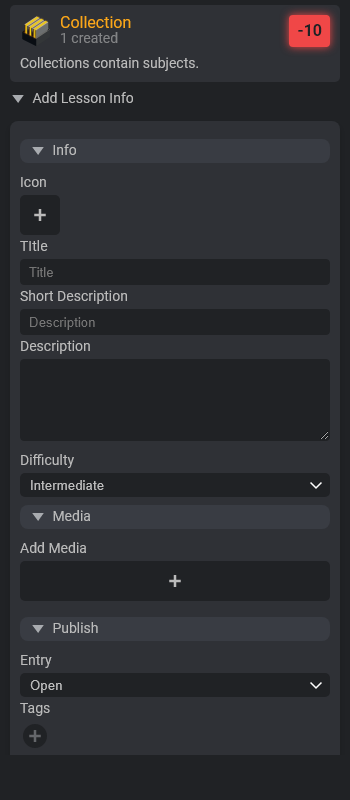 Collection
1 created
-10
Collections contain subjects.
Add Lesson Info
Info
Icon
TItle
Title
Short Description
Description
Description
Difficulty
Intermediate
Media
Add Media
Publish
Entry
Open
Tags